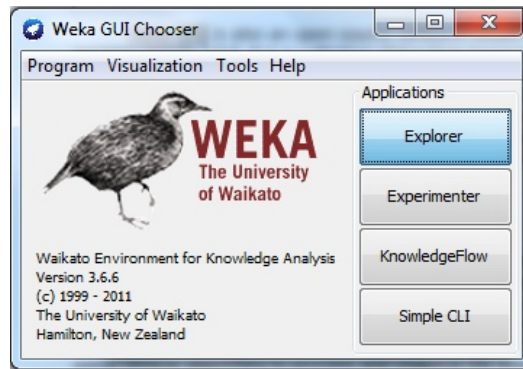 Weka GUI Chooser
Program Visualization Tools Help
WEKA
The University
of Waikato
Waikato Environment for Knowledge Analysis
Version 3.6.6
(c) 1999 - 2011
The University of Waikato
Hamilton, New Zealand
Applications
Explorer
Experimenter
KnowledgeFlow
Simple CLI